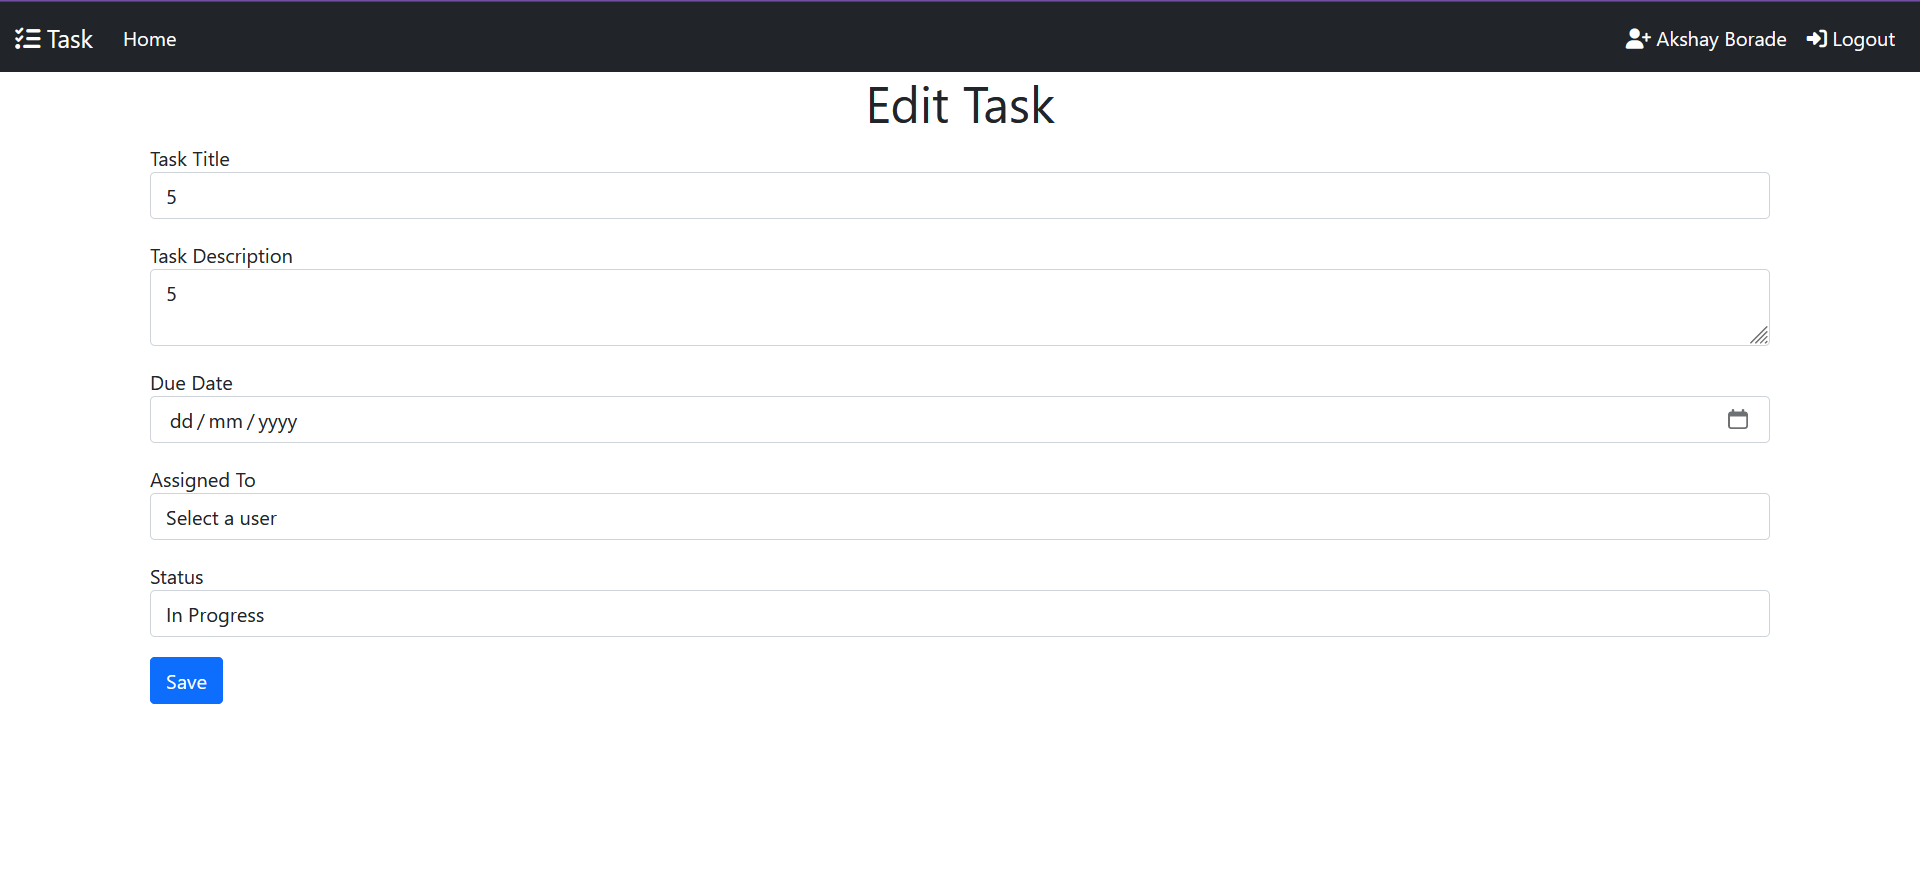 Task Home Akshay Borade Logout
Edit Task
Task Title
5
Task Description
5
Due Date
dd/mm/yyyy
Assigned To
Select a user
Status
In Progress
Save